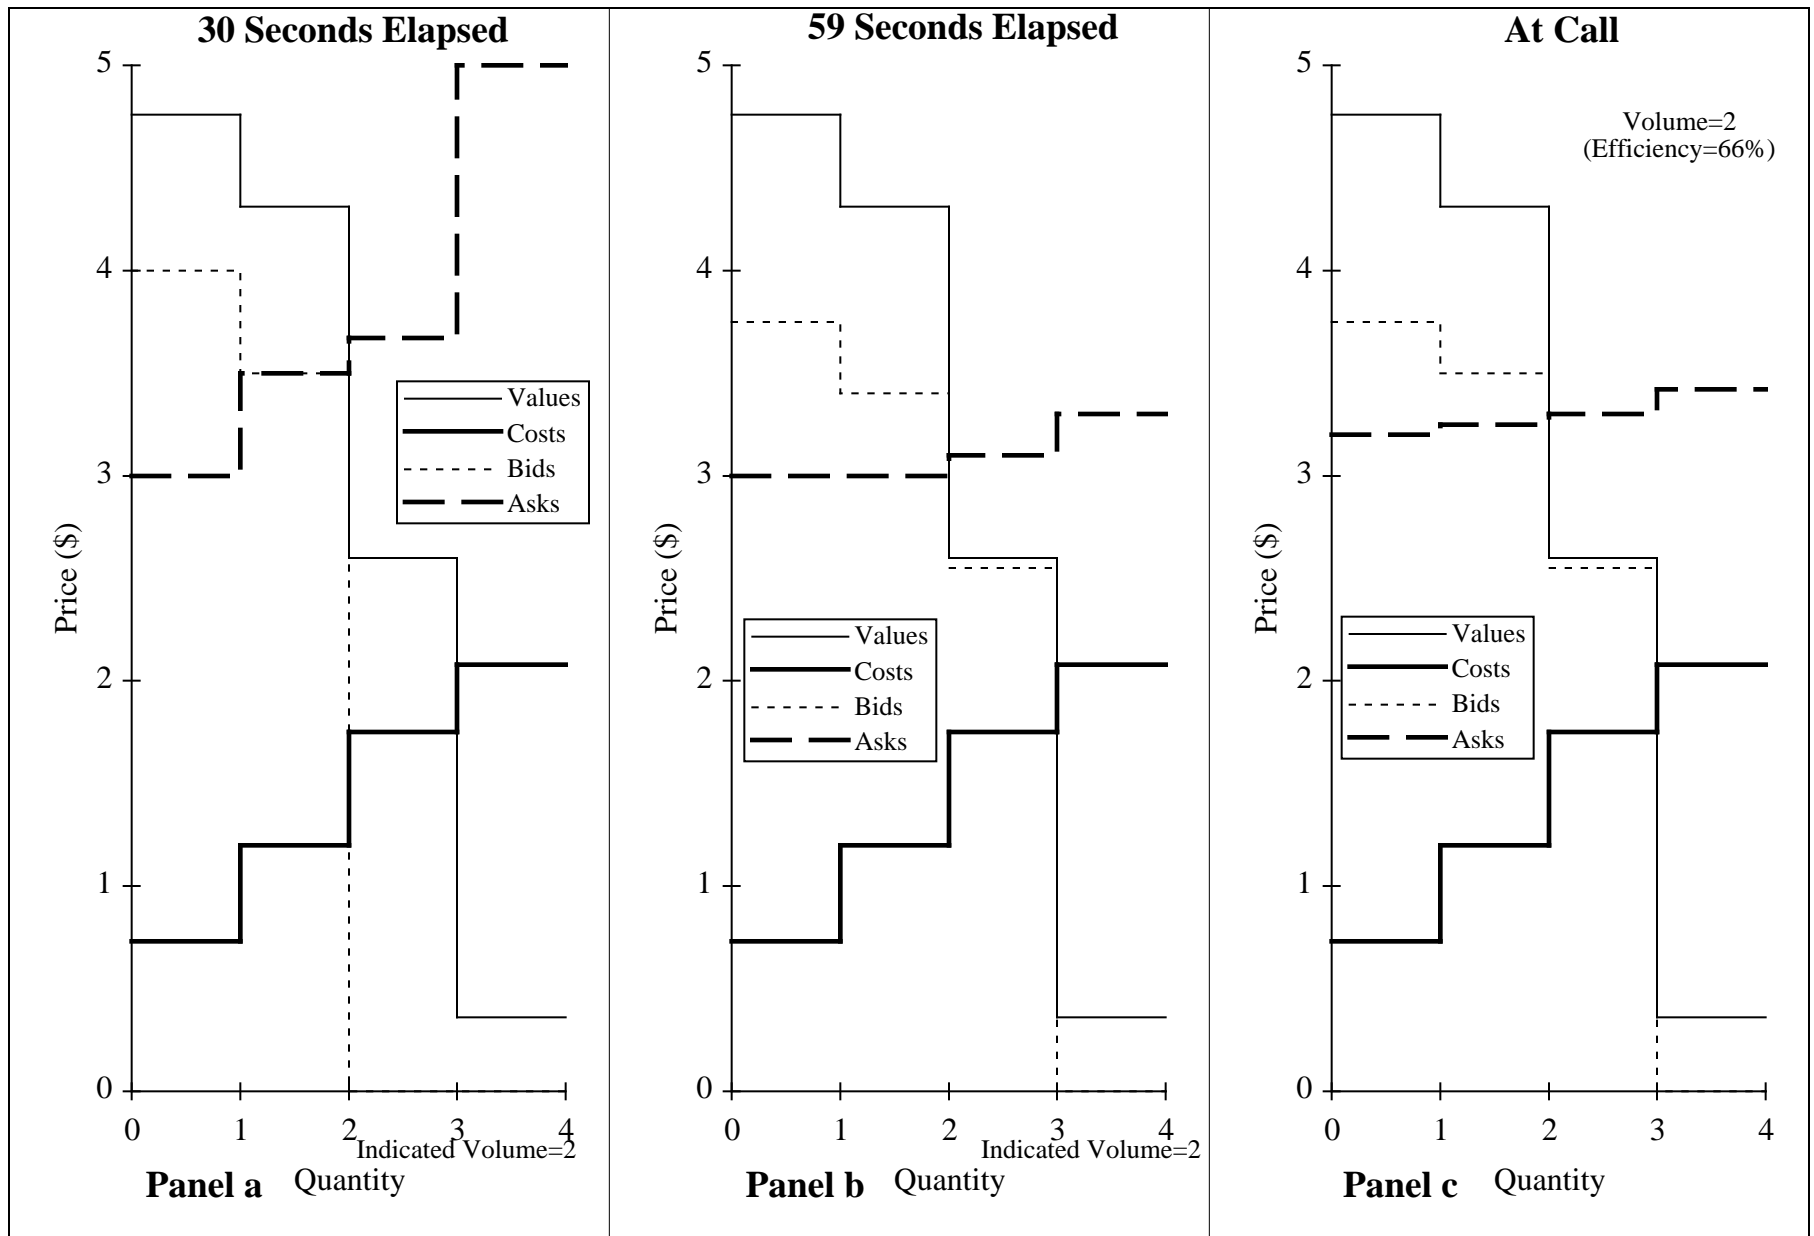 30 Seconds Elapsed
5
4
3
2
1
0
Price ($)
Values
Costs
Bids
Asks
0 1 2 3 4
Indicated Volume=2
Panel a Quantity
59 Seconds Elapsed
5
4
3
2
1
0
Price ($)
Values
Costs
Bids
Asks
0 1 2 3 4
Indicated Volume=2
Panel b Quantity
At Call
Volume=2
(Efficiency=66%)
5
4
3
2
1
0
Price ($)
Values
Costs
Bids
Asks
0 1 2 3 4
Panel c Quantity